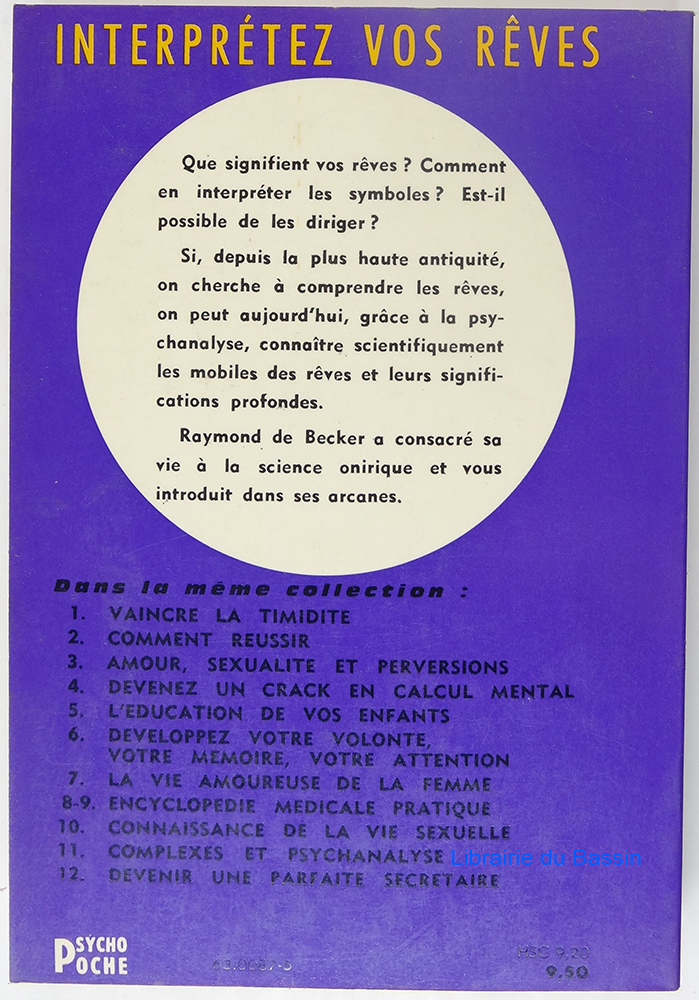 INTERPRÉTEZ VOS RÊVES
Que signifient vos rêves ? Comment
en interpréter les symboles ? Est-il
possible de les diriger ?
Si, depuis la plus haute antiquité,
on cherche à comprendre les rêves,
on peut aujourd'hui, grâce à la psy-
chanalyse, connaître scientifiquement
les mobiles des rêves et leurs signifi-
cations profondes.
Raymond de Becker a consacré sa
vie à la science onirique et vous
introduit dans ses arcanes.
Dans la même collection :
1. VAINCRE LA TIMIDITE
2. COMMENT REUSSIR
3. AMOUR, SEXUALITE ET PERVERSIONS
4. DEVENEZ UN CRACK EN CALCUL MENTAL
5. L'EDUCATION DE VOS ENFANTS
6. DEVELOPPEZ VOTRE VOLONTE,
VOTRE MEMOIRE, VOTRE ATTENTION
7. LA VIE AMOUREUSE DE LA FEMME
8-9. ENCYCLOPEDIE MEDICALE PRATIQUE
10. CONNAISSANCE DE LA VIE SEXUELLE
11. COMPLEXES ET PSYCHANALYSE
Librairie du Bassin
12. DEVENIR UNE PARFAITE SECRETAIRE
PSYCHO
POCHE
9.50